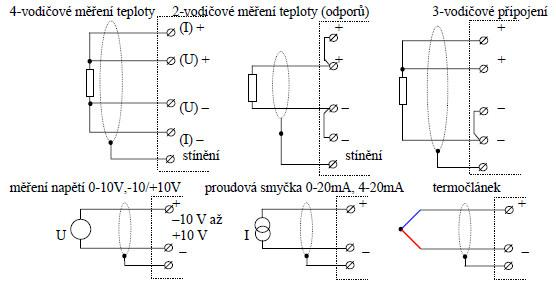 4-vodičové měření teploty
(I) +
(U) +
(U) –
(I) –
stínění
2-vodičové měření teploty (odporů)
+
+
–
–
stínění
3-vodičové připojení
+
+
–
–
měření napětí 0-10V,-10/+10V
U
+
–10 V až
+10 V
–
proudová smyčka 0-20mA, 4-20mA
I
+
–
termočlánek
+
–